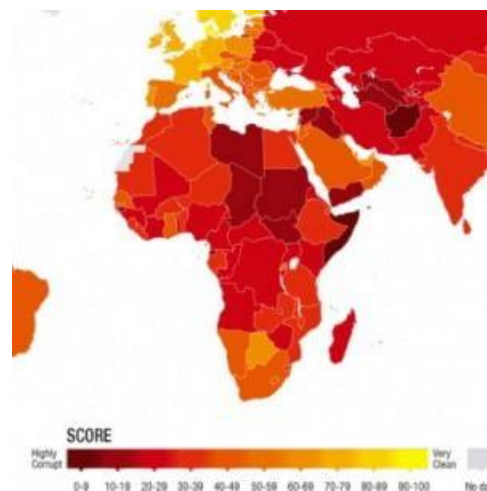 SCORE
Highly
Corrupt
Very
Clean
0-9 10-19 20-29 30-39 40-49 50-59 60-69 70-79 80-89 90-100 No da